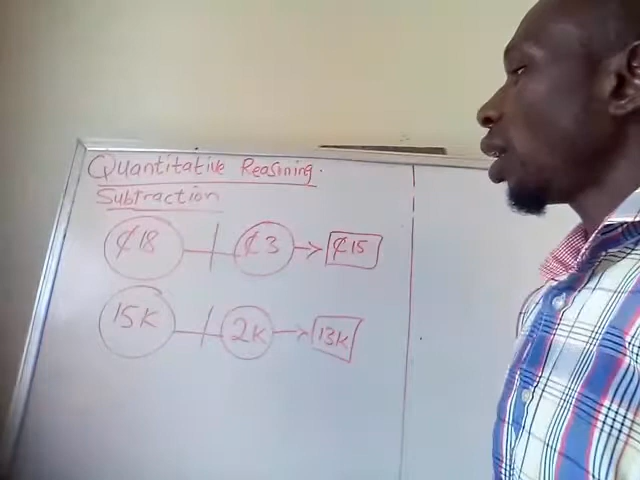 Quantitative Reasoning.
Subtraction
₵18 ₵3 ₵15
15K 2K 13K